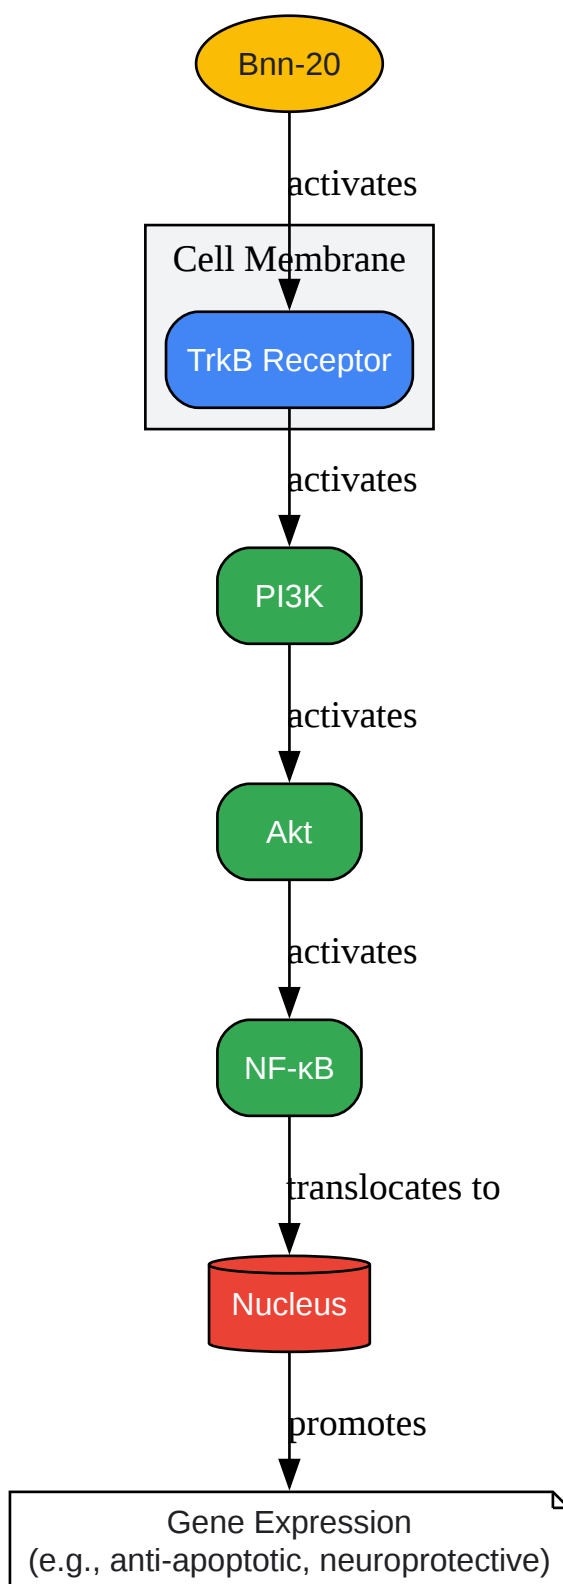 Bnn-20
activates
Cell Membrane
TrkB Receptor
activates
PI3K
activates
Akt
activates
NF-κB
translocates to
Nucleus
promotes
Gene Expression
(e.g., anti-apoptotic, neuroprotective)